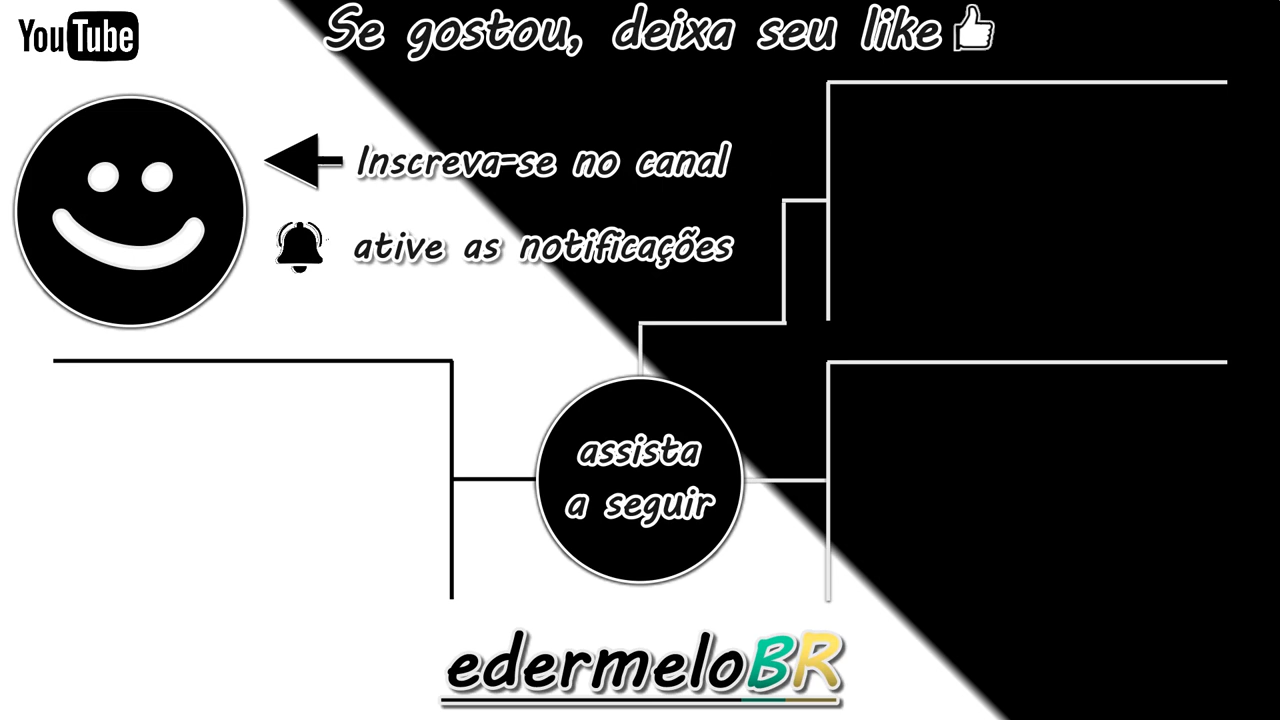 YouTube
Se gostou, deixa seu like
Inscreva-se no canal
ative as notificações
assista
a seguir
edermeloBR